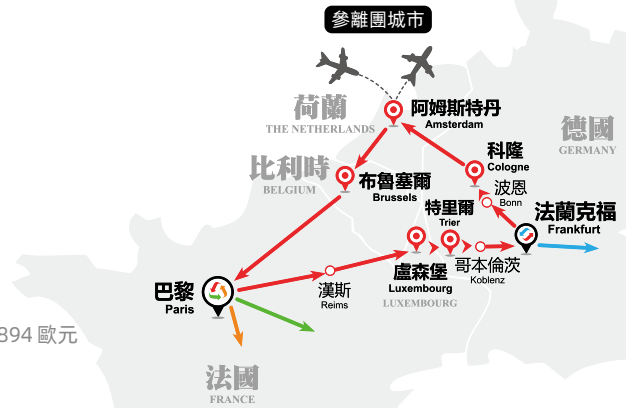 參離團城市
荷蘭
THE NETHERLANDS
阿姆斯特丹
Amsterdam
德國
GERMANY
比利時
BELGIUM
布魯塞爾
Brussels
科隆
Cologne
波恩
Bonn
特里爾
Trier
法蘭克福
Frankfurt
盧森堡
Luxembourg
LUXEMBOURG
哥本倫茨
Koblenz
巴黎
Paris
漢斯
Reims
894 歐元
法國
FRANCE